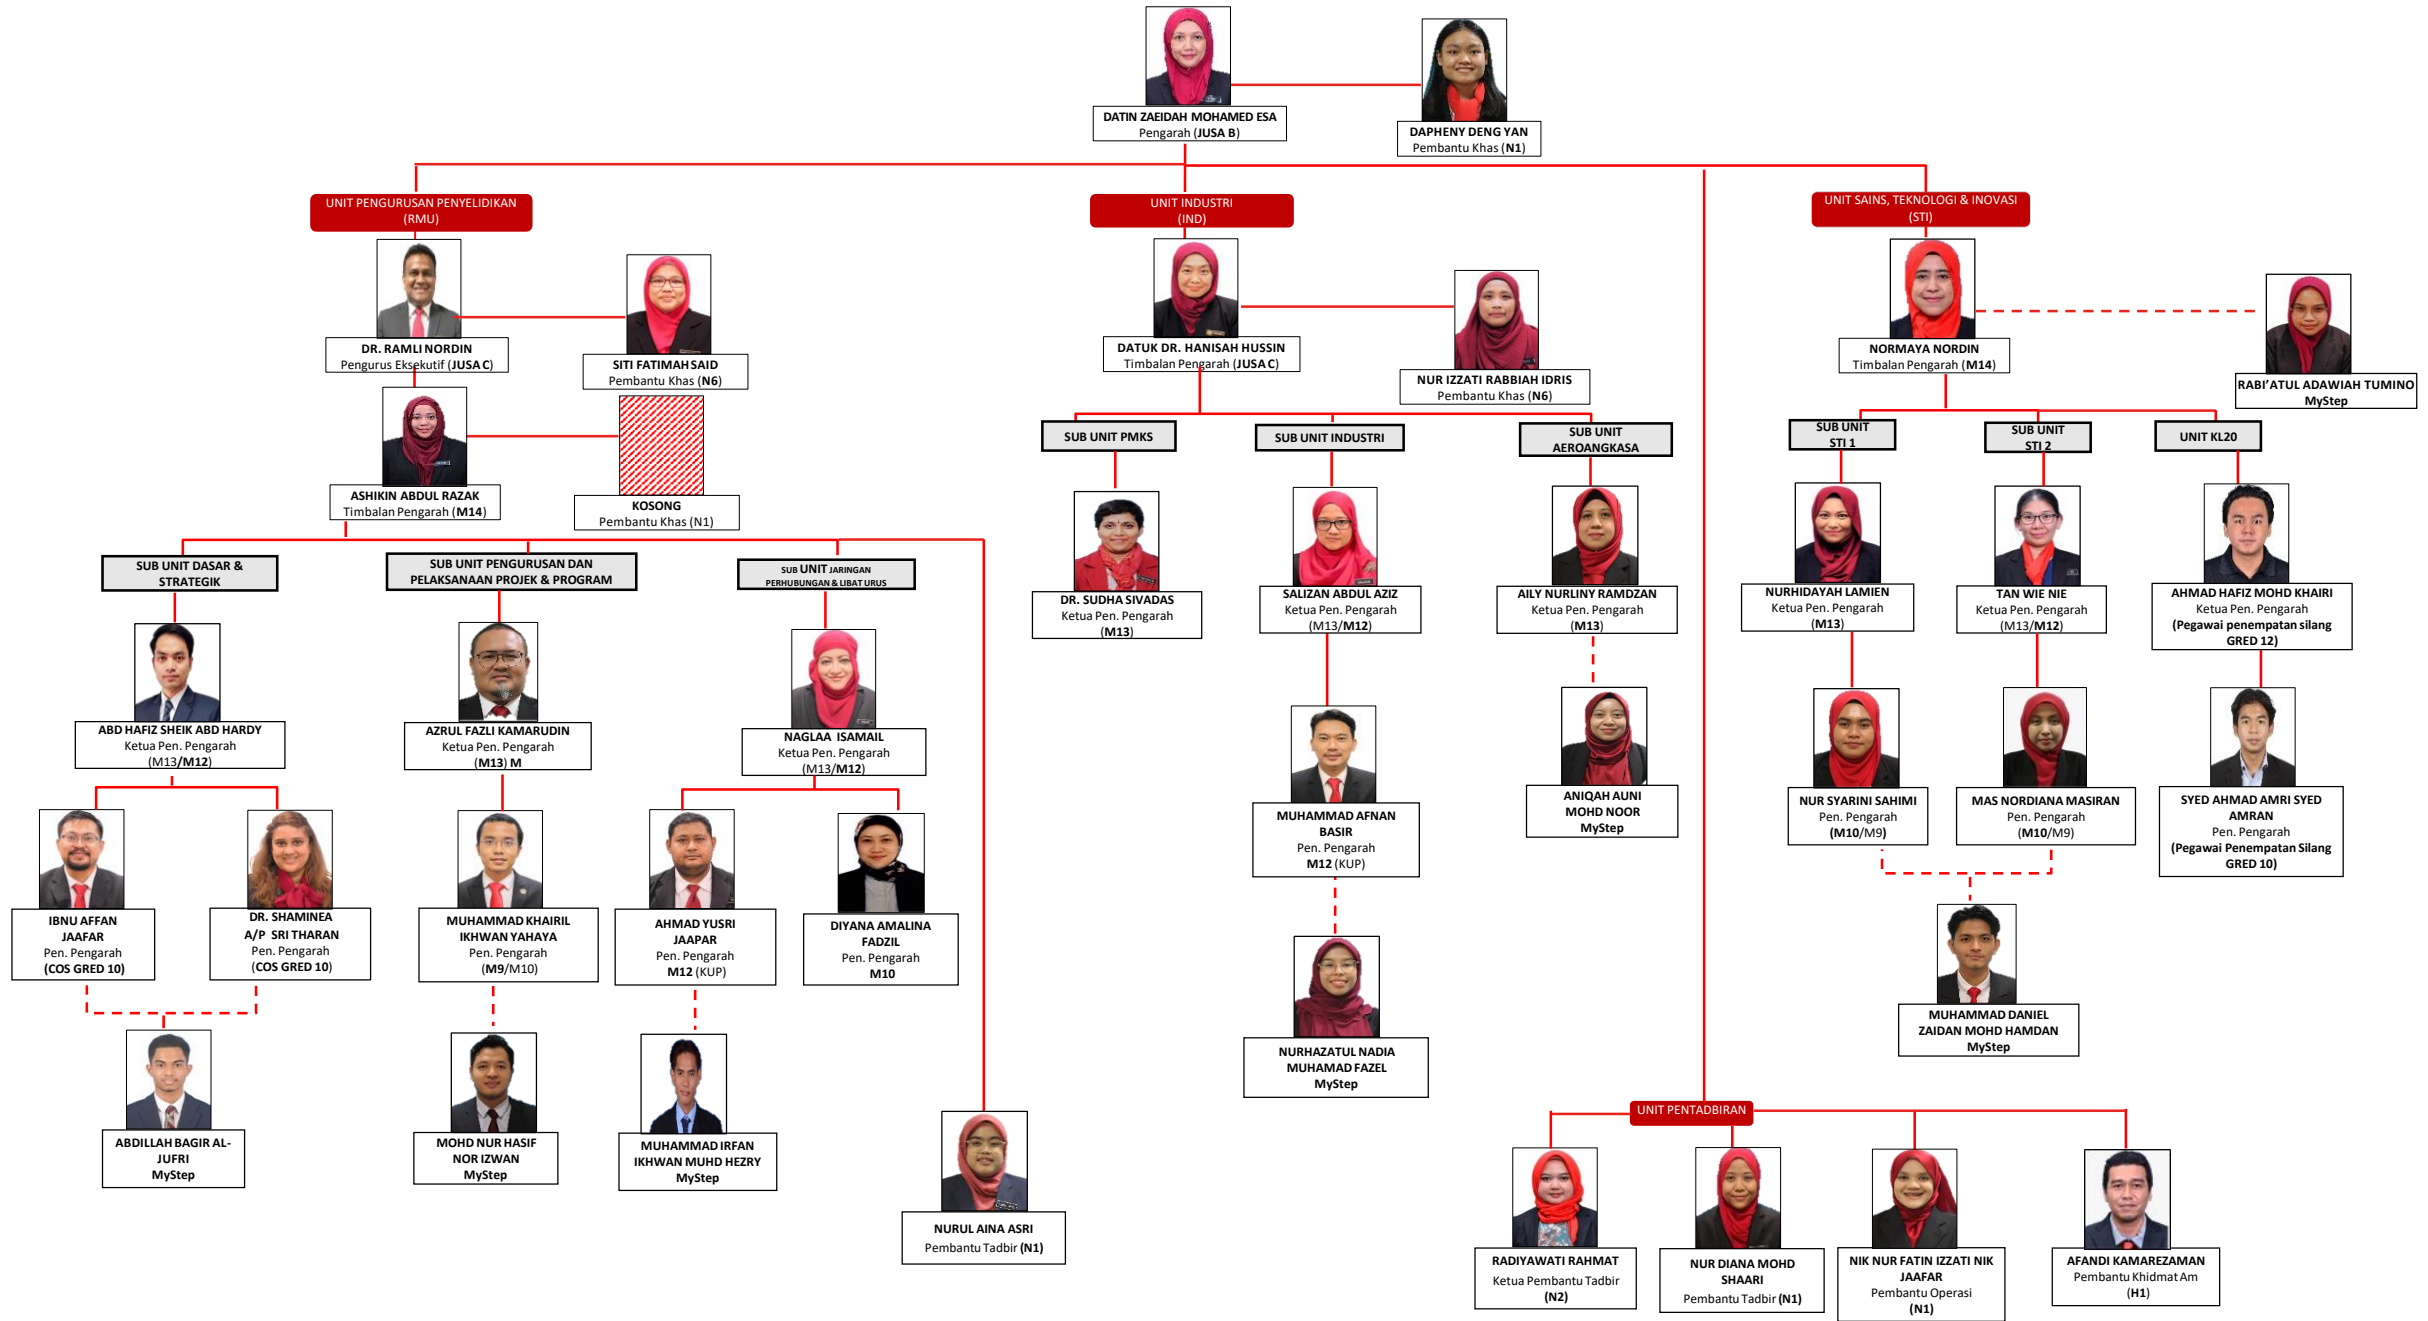 DATIN ZAEIDAH MOHAMED ESA
Pengarah (JUSA B)
DAPHENY DENG YAN
Pembantu Khas (N1)
UNIT PENGURUSAN PENYELIDIKAN
(RMU)
UNIT INDUSTRI
(IND)
UNIT SAINS, TEKNOLOGI & INOVASI
(STI)
DR. RAMLI NORDIN
Pengurus Eksekutif (JUSA C)
SITI FATIMAH SAID
Pembantu Khas (N6)
DATUK DR. HANISAH HUSSIN
Timbalan Pengarah (JUSA C)
NUR IZZATI RABBIAH IDRIS
Pembantu Khas (N6)
NORMAYA NORDIN
Timbalan Pengarah (M14)
RABI'ATUL ADAWIAH TUMINO
MyStep
ASHIKIN ABDUL RAZAK
Timbalan Pengarah (M14)
KOSONG
Pembantu Khas (N1)
SUB UNIT PMKS
SUB UNIT INDUSTRI
SUB UNIT
AEROANGKASA
SUB UNIT
STI 1
SUB UNIT
STI 2
UNIT KL20
SUB UNIT DASAR &
STRATEGIK
SUB UNIT PENGURUSAN DAN
PELAKSANAAN PROJEK & PROGRAM
SUB UNIT JARINGAN
PERHUBUNGAN & LIBAT URUS
DR. SUDHA SIVADAS
Ketua Pen. Pengarah
(M13)
SALIZAN ABDUL AZIZ
Ketua Pen. Pengarah
(M13/M12)
AILY NURLINY RAMDZAN
Ketua Pen. Pengarah
(M13)
NURHIDAYAH LAMIEN
Ketua Pen. Pengarah
(M13)
TAN WIE NIE
Ketua Pen. Pengarah
(M13/M12)
AHMAD HAFIZ MOHD KHAIRI
Ketua Pen. Pengarah
(Pegawai penempatan silang
GRED 12)
ABD HAFIZ SHEIK ABD HARDY
Ketua Pen. Pengarah
(M13/M12)
AZRUL FAZLI KAMARUDIN
Ketua Pen. Pengarah
(M13) M
NAGLAA ISAMAIL
Ketua Pen. Pengarah
(M13/M12)
MUHAMMAD AFNAN
BASIR
Pen. Pengarah
M12 (KUP)
ANIQAH AUNI
MOHD NOOR
MyStep
NUR SYARINI SAHIMI
Pen. Pengarah
(M10/M9)
MAS NORDIANA MASIRAN
Pen. Pengarah
(M10/M9)
SYED AHMAD AMRI SYED
AMRAN
Pen. Pengarah
(Pegawai Penempatan Silang
GRED 10)
IBNU AFFAN
JAAFAR
Pen. Pengarah
(COS GRED 10)
DR. SHAMINEA
A/P SRI THARAN
Pen. Pengarah
(COS GRED 10)
MUHAMMAD KHAIRIL
IKHWAN YAHAYA
Pen. Pengarah
(M9/M10)
AHMAD YUSRI
JAAPAR
Pen. Pengarah
M12 (KUP)
DIYANA AMALINA
FADZIL
Pen. Pengarah
M10
NURHAZATUL NADIA
MUHAMAD FAZEL
MyStep
MUHAMMAD DANIEL
ZAIDAN MOHD HAMDAN
MyStep
ABDILLAH BAGIR AL-
JUFRI
MyStep
MOHD NUR HASIF
NOR IZWAN
MyStep
MUHAMMAD IRFAN
IKHWAN MUHD HEZRY
MyStep
NURUL AINA ASRI
Pembantu Tadbir (N1)
UNIT PENTADBIRAN
RADIYAWATI RAHMAT
Ketua Pembantu Tadbir
(N2)
NUR DIANA MOHD
SHAARI
Pembantu Tadbir (N1)
NIK NUR FATIN IZZATI NIK
JAAFAR
Pembantu Operasi
(N1)
AFANDI KAMAREZAMAN
Pembantu Khidmat Am
(H1)